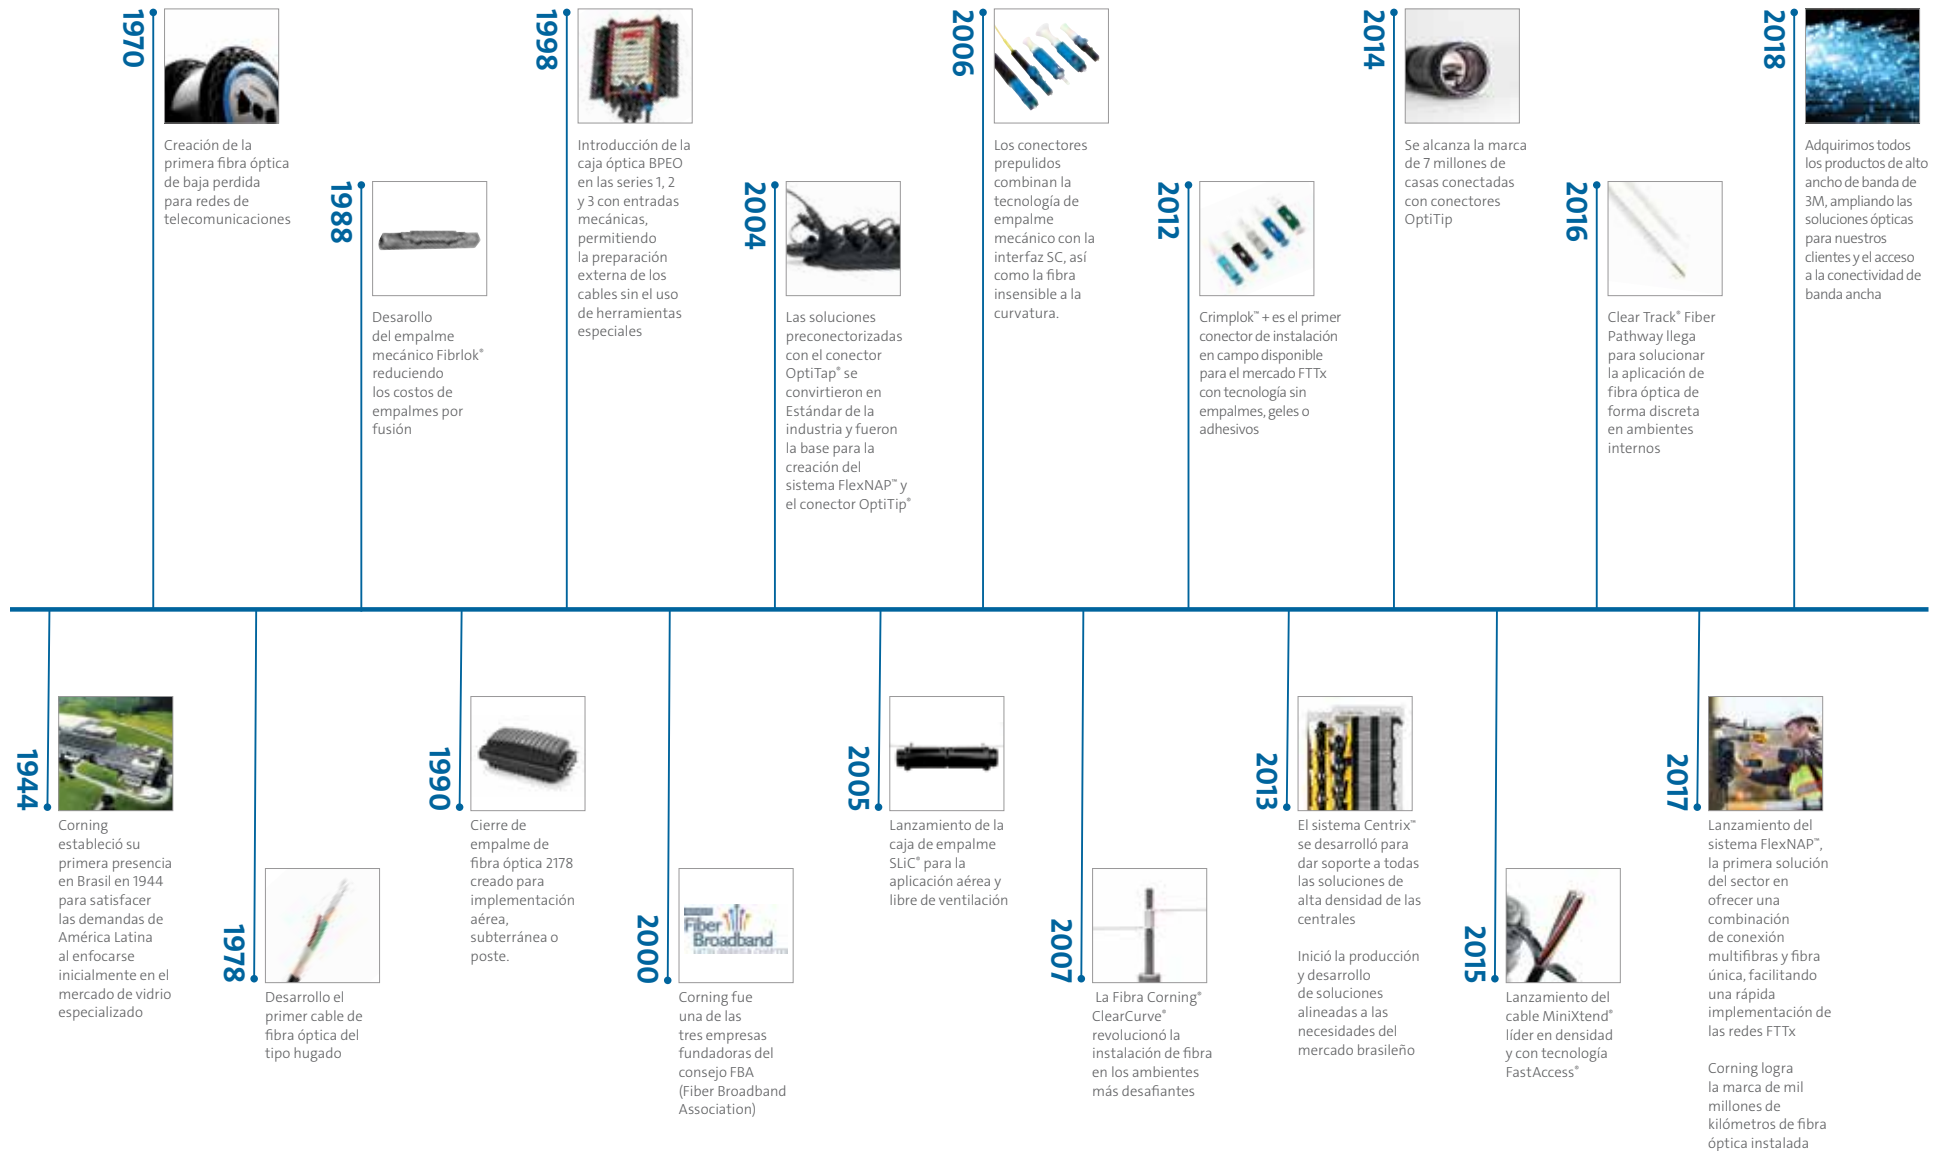 1970
Creación de la
primera fibra óptica
de baja perdida
para redes de
telecomunicaciones
1988
Desarollo
del empalme
mecánico Fibrlok®
reduciendo
los costos de
empalmes por
fusión
1998
Introducción de la
caja óptica BPEO
en las series 1, 2
y 3 con entradas
mecánicas,
permitiendo
la preparación
externa de los
cables sin el uso
de herramientas
especiales
2004
Las soluciones
preconectorizadas
con el conector
OptiTap® se
convirtieron en
Estándar de la
industria y fueron
la base para la
creación del
sistema FlexNAP™ y
el conector OptiTip®
2006
Los conectores
prepulidos
combinan la
tecnología de
empalme
mecánico con la
interfaz SC, así
como la fibra
insensible a la
curvatura.
2012
Crimplok™ + es el primer
conector de instalación
en campo disponible
para el mercado FTTx
con tecnología sin
empalmes, geles o
adhesivos
2014
Se alcanza la marca
de 7 millones de
casas conectadas
con conectores
OptiTip
2016
Clear Track® Fiber
Pathway llega
para solucionar
la aplicación de
fibra óptica de
forma discreta
en ambientes
internos
2018
Adquirimos todos
los productos de alto
ancho de banda de
3M, ampliando las
soluciones ópticas
para nuestros
clientes y el acceso
a la conectividad de
banda ancha
1944
Corning
estableció su
primera presencia
en Brasil en 1944
para satisfacer
las demandas de
América Latina
al enfocarse
inicialmente en el
mercado de vidrio
especializado
1978
Desarrollo el
primer cable de
fibra óptica del
tipo hugado
1990
Cierre de
empalme de
fibra óptica 2178
creado para
implementación
aérea,
subterránea o
poste.
2000
Fiber
Broadband
LATIN AMERICA CHAPTER
Corning fue
una de las
tres empresas
fundadoras del
consejo FBA
(Fiber Broadband
Association)
2005
Lanzamiento de la
caja de empalme
SLiC® para la
aplicación aérea y
libre de ventilación
2007
La Fibra Corning®
ClearCurve®
revolucionó la
instalación de fibra
en los ambientes
más desafiantes
2013
El sistema Centrix™
se desarrolló para
dar soporte a todas
las soluciones de
alta densidad de las
centrales
Inició la producción
y desarrollo
de soluciones
alineadas a las
necesidades del
mercado brasileño
2015
Lanzamiento del
cable MiniXtend®
líder en densidad
y con tecnología
FastAccess®
2017
Lanzamiento del
sistema FlexNAP™,
la primera solución
del sector en
ofrecer una
combinación
de conexión
multifibras y fibra
única, facilitando
una rápida
implementación de
las redes FTTx
Corning logra
la marca de mil
millones de
kilómetros de fibra
óptica instalada